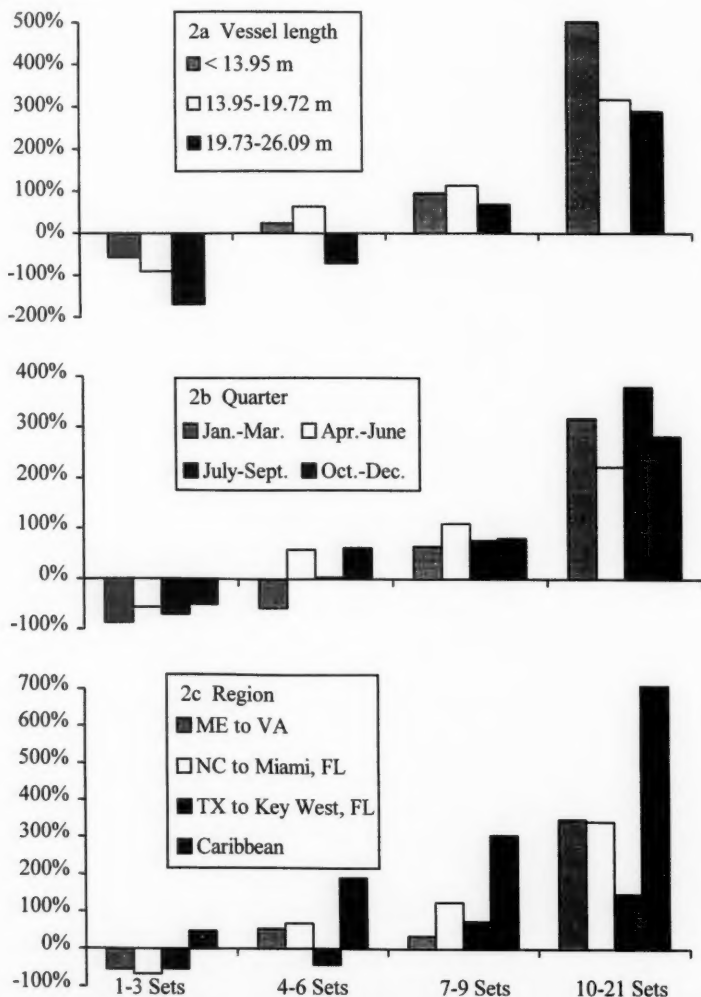 500%
400%
300%
200%
100%
0%
-100%
-200%
2a Vessel length
< 13.95 m
13.95-19.72 m
19.73-26.09 m
400%
300%
200%
100%
0%
-100%
2b Quarter
Jan.-Mar. Apr.-June
July-Sept. Oct.-Dec.
700%
600%
500%
400%
300%
200%
100%
0%
-100%
2c Region
ME to VA
NC to Miami, FL
TX to Key West, FL
Caribbean
1-3 Sets 4-6 Sets 7-9 Sets 10-21 Sets